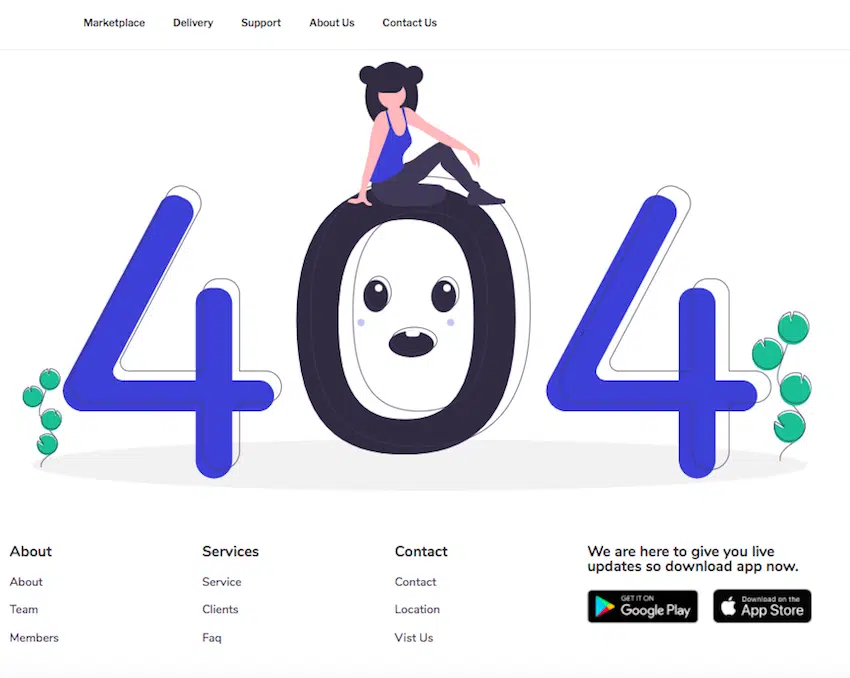 Marketplace Delivery Support About Us Contact Us
404
About
About
Team
Members
Services
Service
Clients
Faq
Contact
Contact
Location
Vist Us
We are here to give you live
updates so download app now.
GET IT ON
Google Play
Download on the
App Store